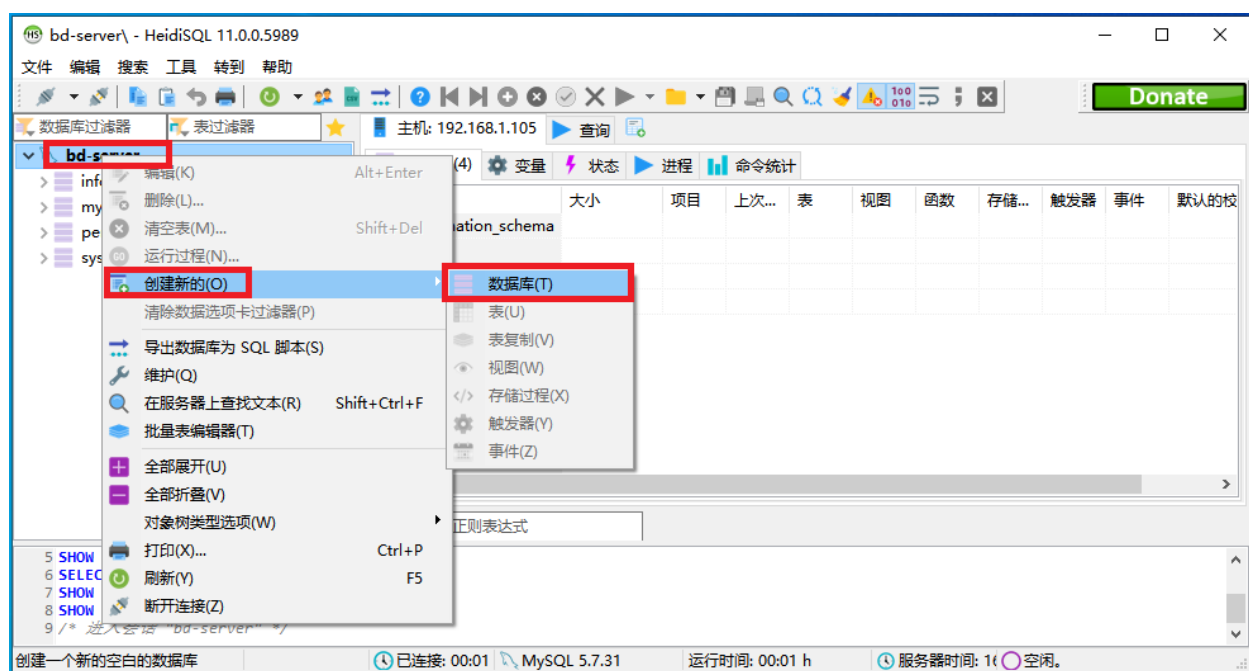 bd-server\ - HeidiSQL 11.0.0.5989
文件 编辑 搜索 工具 转到 帮助
Donate
数据库过滤器 表过滤器 主机: 192.168.1.105 查询
bd-server
(4) 变量 状态 进程 命令统计
大小 项目 上次... 表 视图 函数 存储... 触发器 事件 默认的校
inf
my
pe
sys
ation_schema
编辑(K) Alt+Enter
删除(L)...
清空表(M)... Shift+Del
运行过程(N)...
创建新的(O)
清除数据选项卡过滤器(P)
导出数据库为 SQL 脚本(S)
维护(Q)
在服务器上查找文本(R) Shift+Ctrl+F
批量表编辑器(T)
全部展开(U)
全部折叠(V)
对象树类型选项(W)
打印(X)... Ctrl+P
刷新(Y) F5
断开连接(Z)
数据库(T)
表(U)
表复制(V)
视图(W)
存储过程(X)
触发器(Y)
事件(Z)
正则表达式
5 SHOW
6 SELEC
7 SHOW
8 SHOW
9 /* 进入会话 "bd-server" */
创建一个新的空白的数据库 已连接: 00:01 MySQL 5.7.31 运行时间: 00:01 h 服务器时间: 16 空闲。